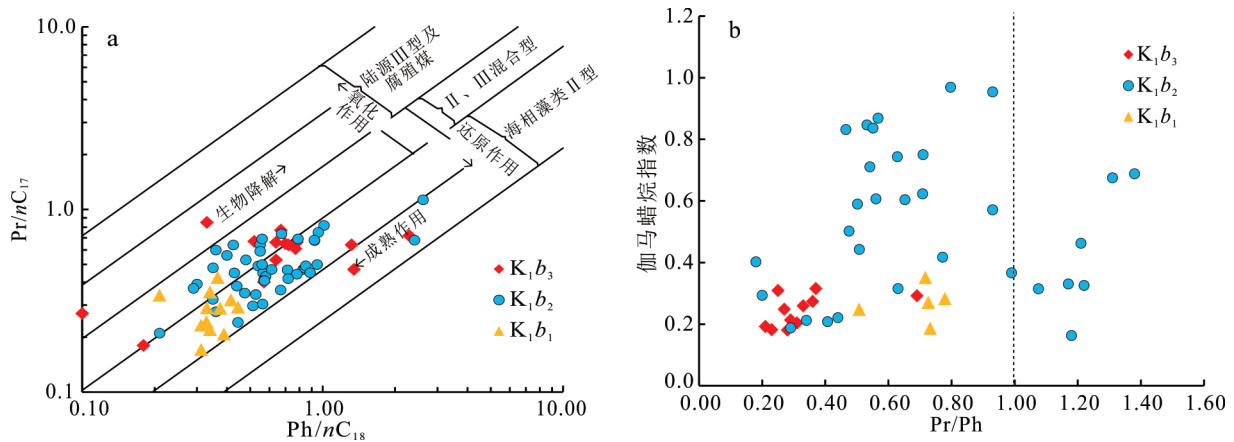 a
10.0
1.0
0.1
Pr/nC₁₇
0.10
1.00
10.00
Ph/nC₁₈
陆源Ⅲ型及
腐殖煤
Ⅱ、Ⅲ混合型
海相藻类Ⅱ型
氧化
作用
还原作用
生物降解
成熟作用
K₁b₃
K₁b₂
K₁b₁
b
1.2
1.0
0.8
0.6
0.4
0.2
0.0
伽马蜡烷指数
0.00
0.20
0.40
0.60
0.80
1.00
1.20
1.40
1.60
Pr/Ph
K₁b₃
K₁b₂
K₁b₁